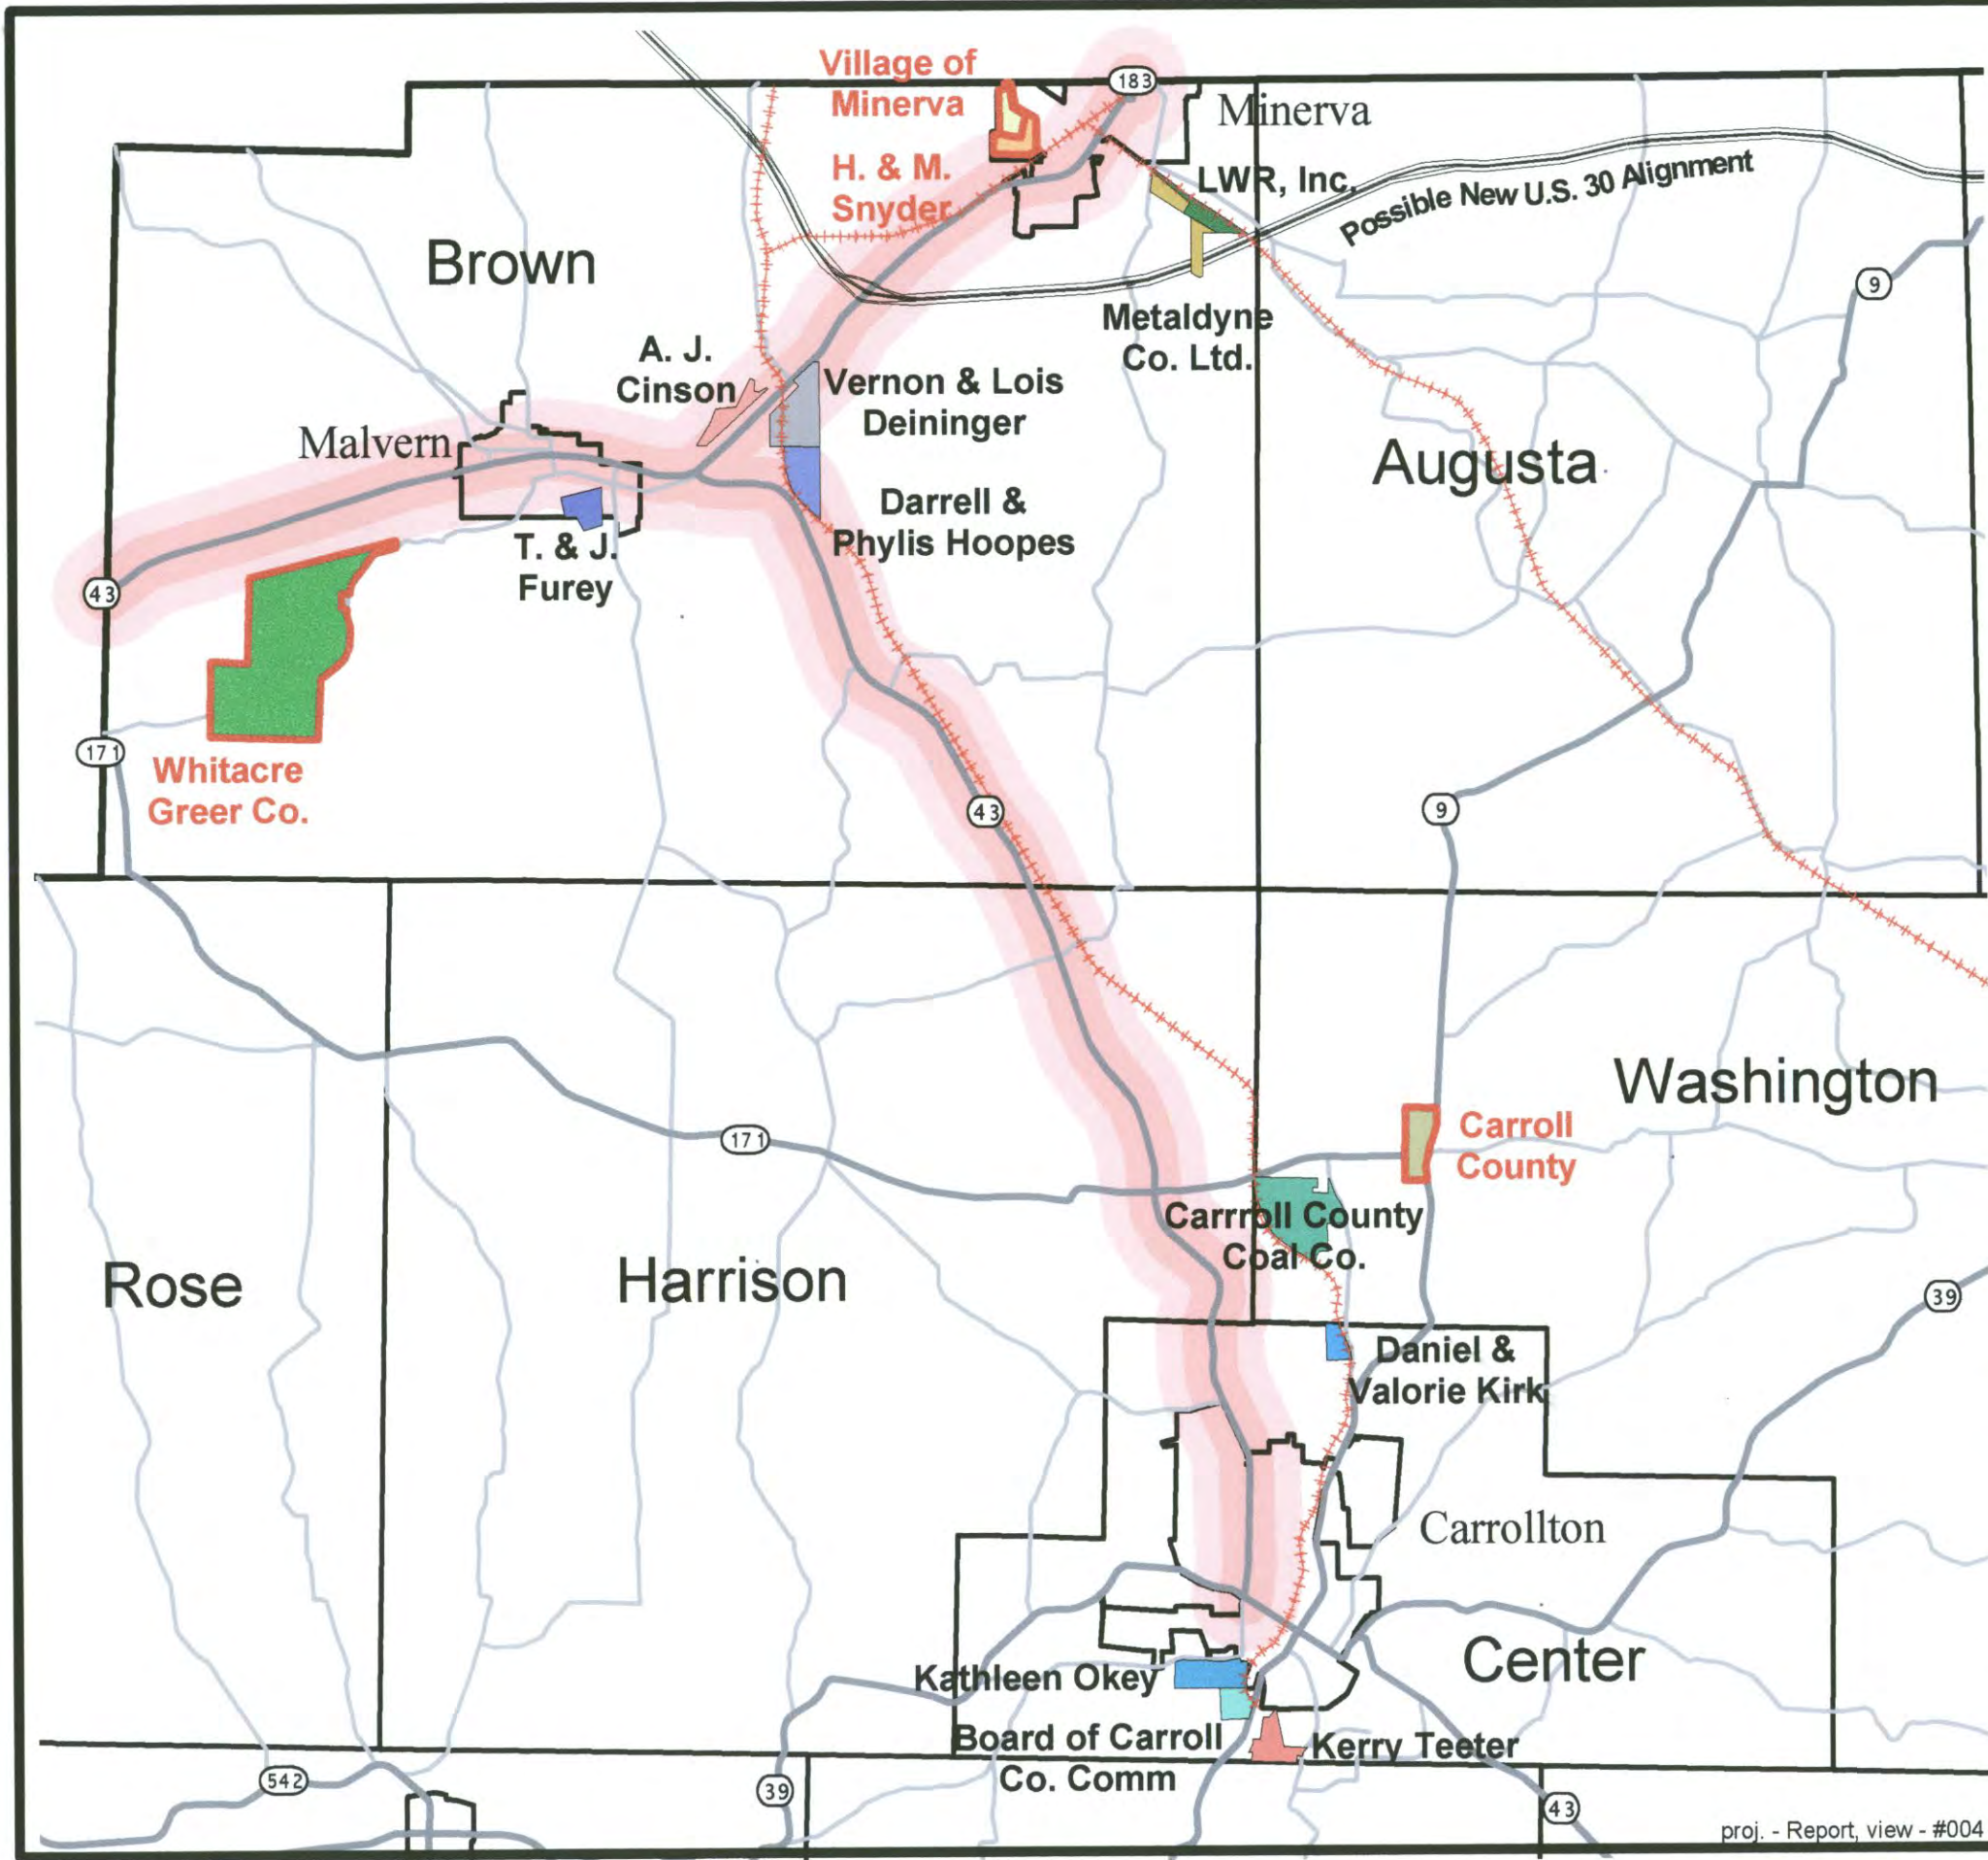 Village of
Minerva
183
Minerva
H. & M.
Snyder
LWR, Inc.
Possible New U.S. 30 Alignment
Brown
9
Metaldyne
Co. Ltd.
A. J.
Cinson
Vernon & Lois
Deininger
Malvern
Augusta
Darrell &
Phylis Hoopes
T. & J.
Furey
43
171
Whitacre
Greer Co.
43
9
Washington
171
Carroll
County
Carrroll County
Coal Co.
Rose
Harrison
39
Daniel &
Valorie Kirk
Carrollton
Center
Kathleen Okey
Board of Carroll
Co. Comm
Kerry Teeter
542
39
43
proj. - Report, view - #004